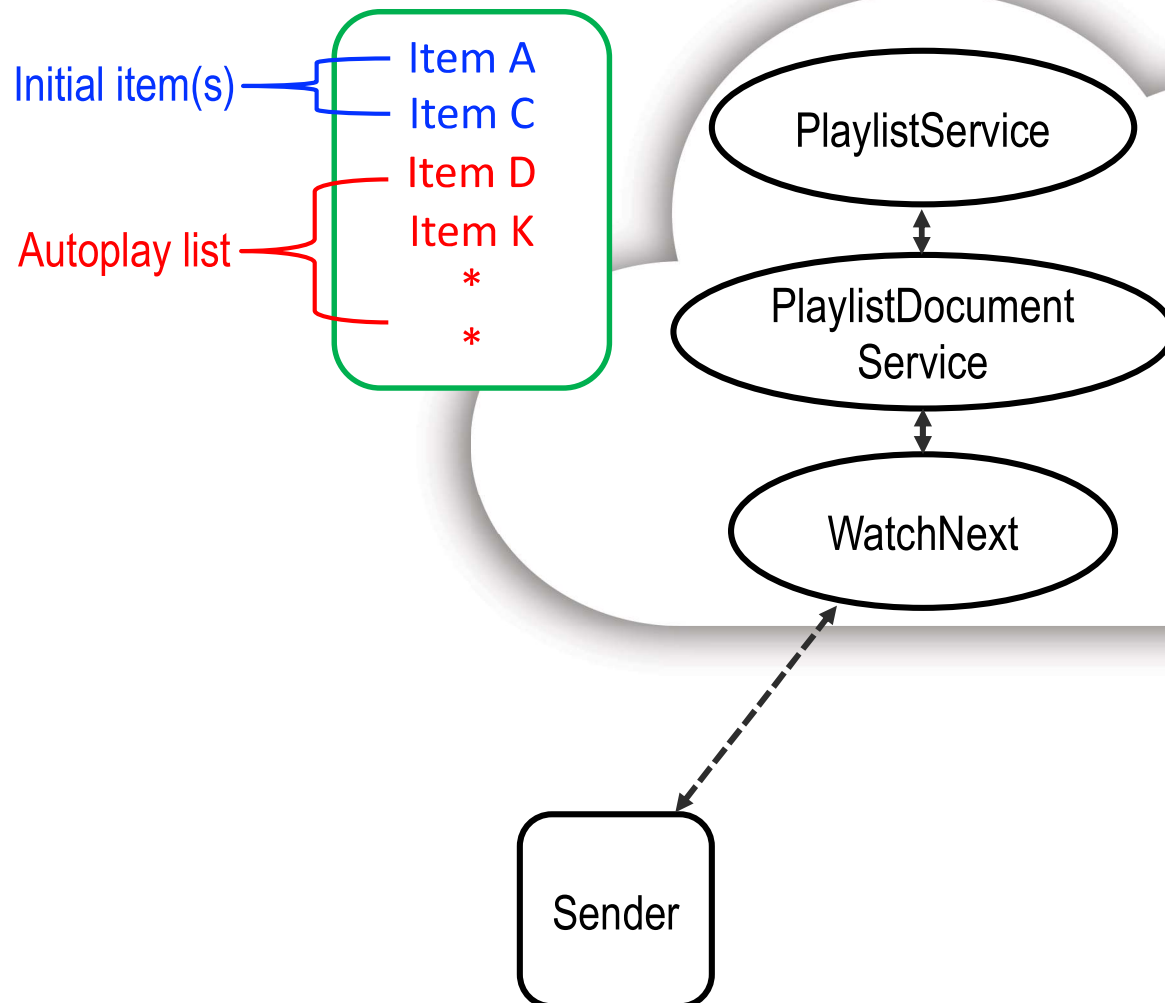 Initial item(s)
Item A
Item C
Autoplay list
Item D
Item K
*
*
PlaylistService
PlaylistDocument
Service
WatchNext
Sender